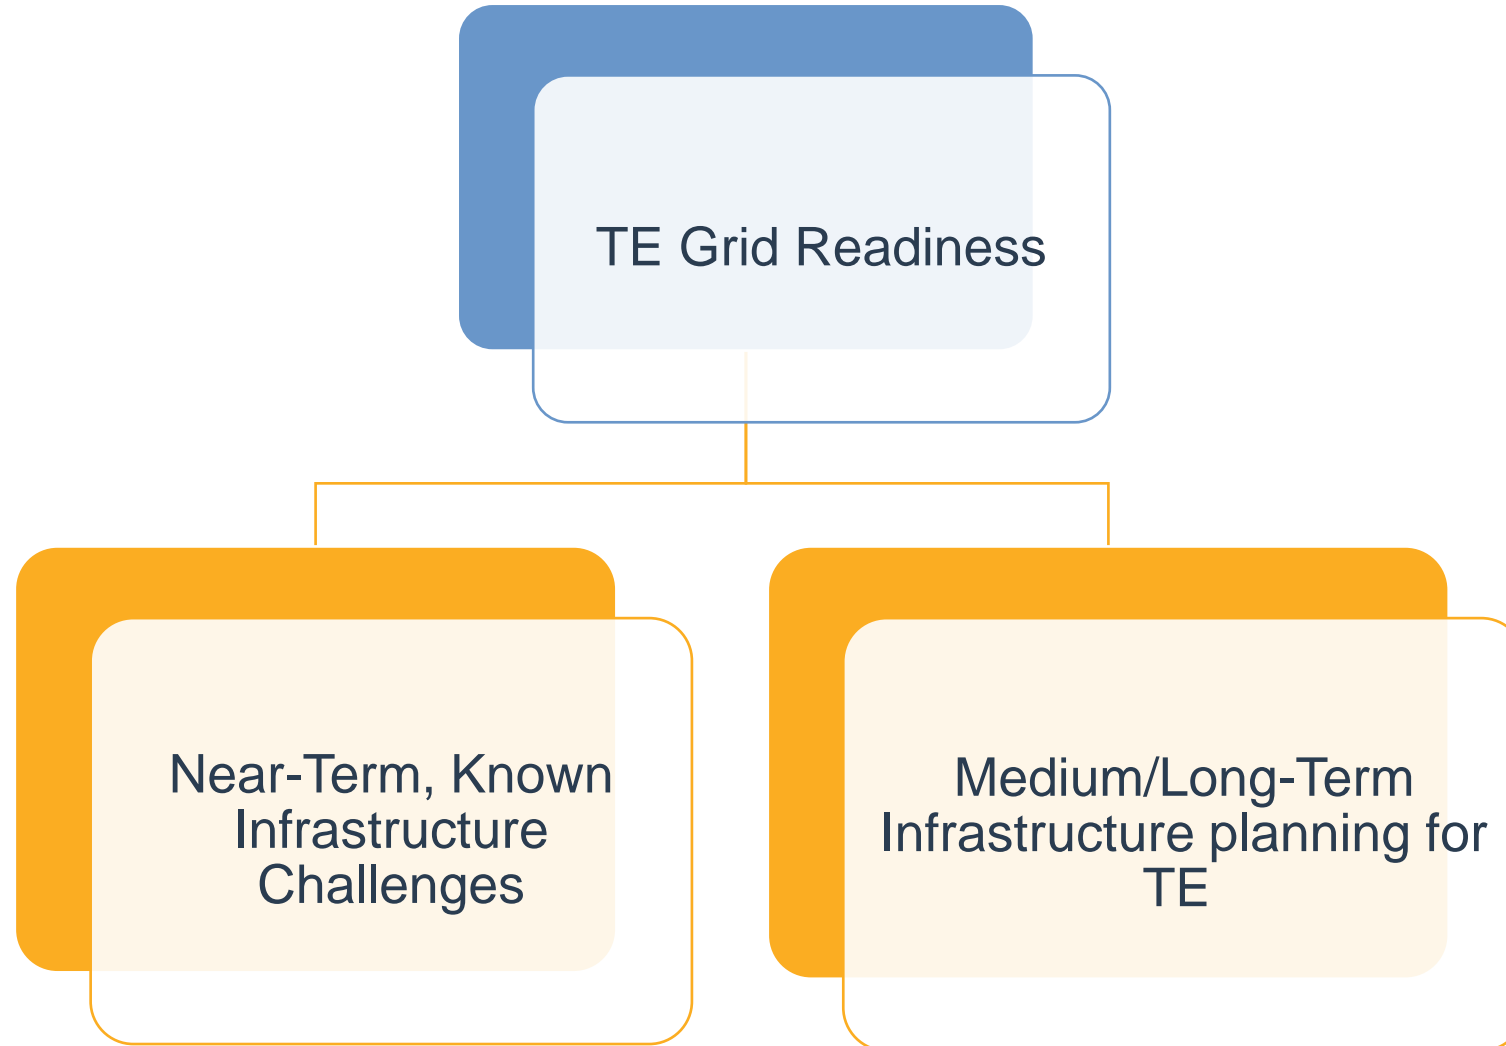 TE Grid Readiness
Near-Term, Known
Infrastructure
Challenges
Medium/Long-Term
Infrastructure planning for
TE